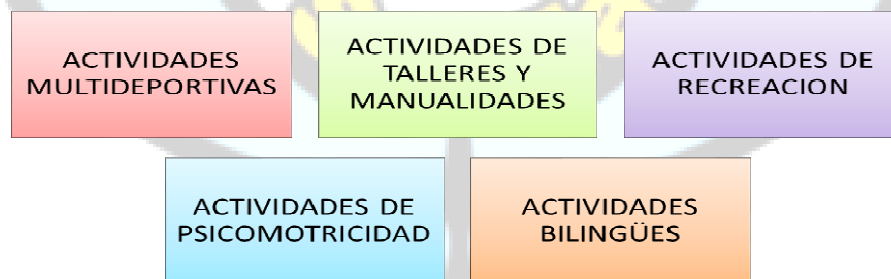 ACTIVIDADES
MULTIDEPORTIVAS
ACTIVIDADES DE
TALLERES Y
MANUALIDADES
ACTIVIDADES DE
RECREACION
ACTIVIDADES DE
PSICOMOTRICIDAD
ACTIVIDADES
BILINGÜES